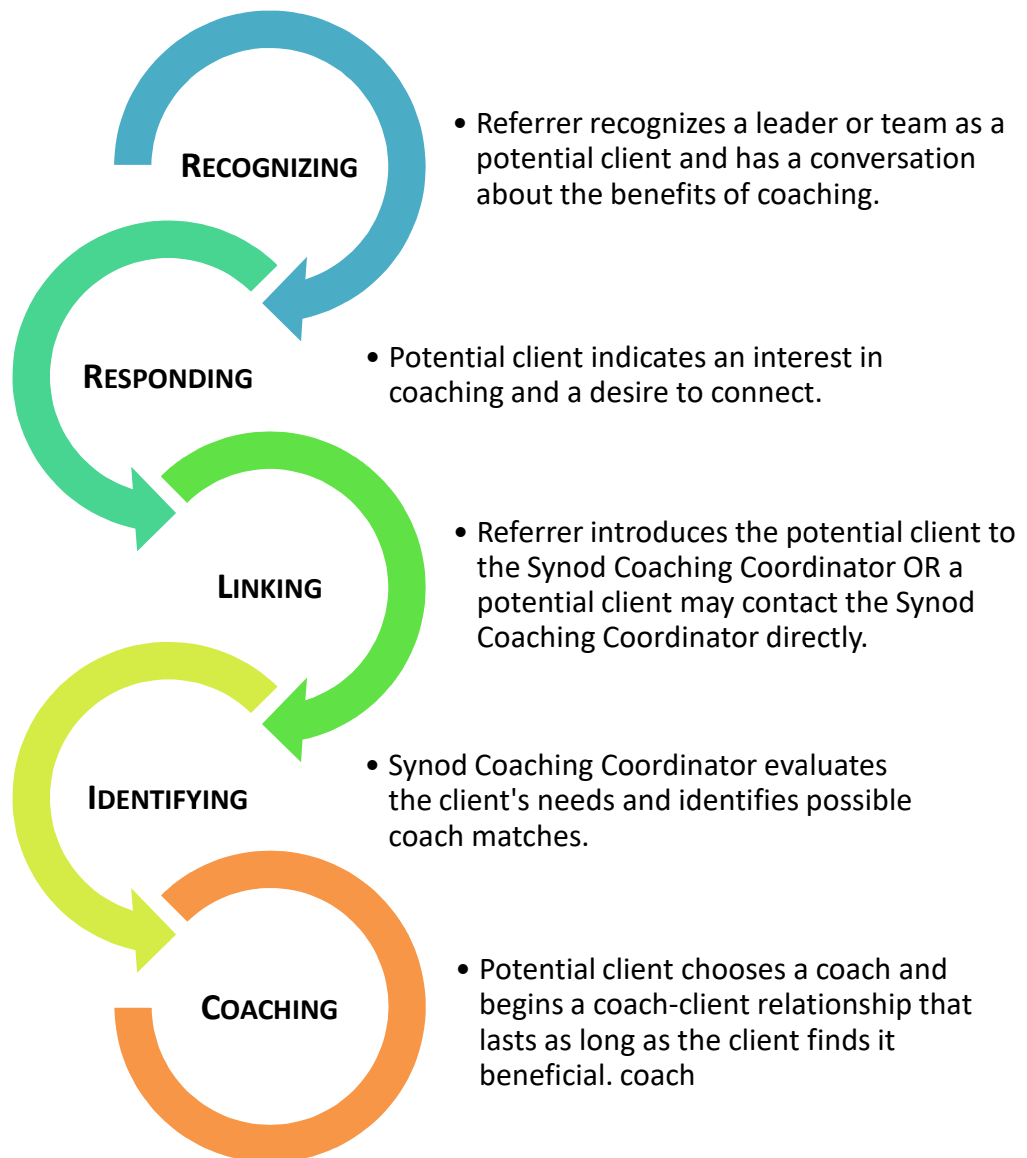 RECOGNIZING
• Referrer recognizes a leader or team as a
potential client and has a conversation
about the benefits of coaching.
RESPONDING
• Potential client indicates an interest in
coaching and a desire to connect.
LINKING
• Referrer introduces the potential client to
the Synod Coaching Coordinator OR a
potential client may contact the Synod
Coaching Coordinator directly.
IDENTIFYING
• Synod Coaching Coordinator evaluates
the client's needs and identifies possible
coach matches.
COACHING
• Potential client chooses a coach and
begins a coach-client relationship that
lasts as long as the client finds it
beneficial. coach